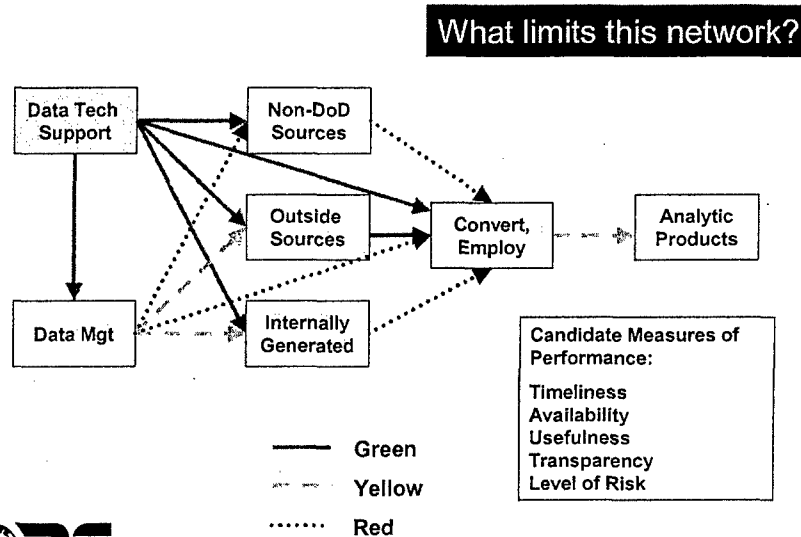 What limits this network?
Data Tech
Support
Non-DoD
Sources
Outside
Sources
Convert,
Employ
Analytic
Products
Data Mgt
Internally
Generated
Candidate Measures of
Performance:
Timeliness
Availability
Usefulness
Transparency
Level of Risk
Green
Yellow
Red